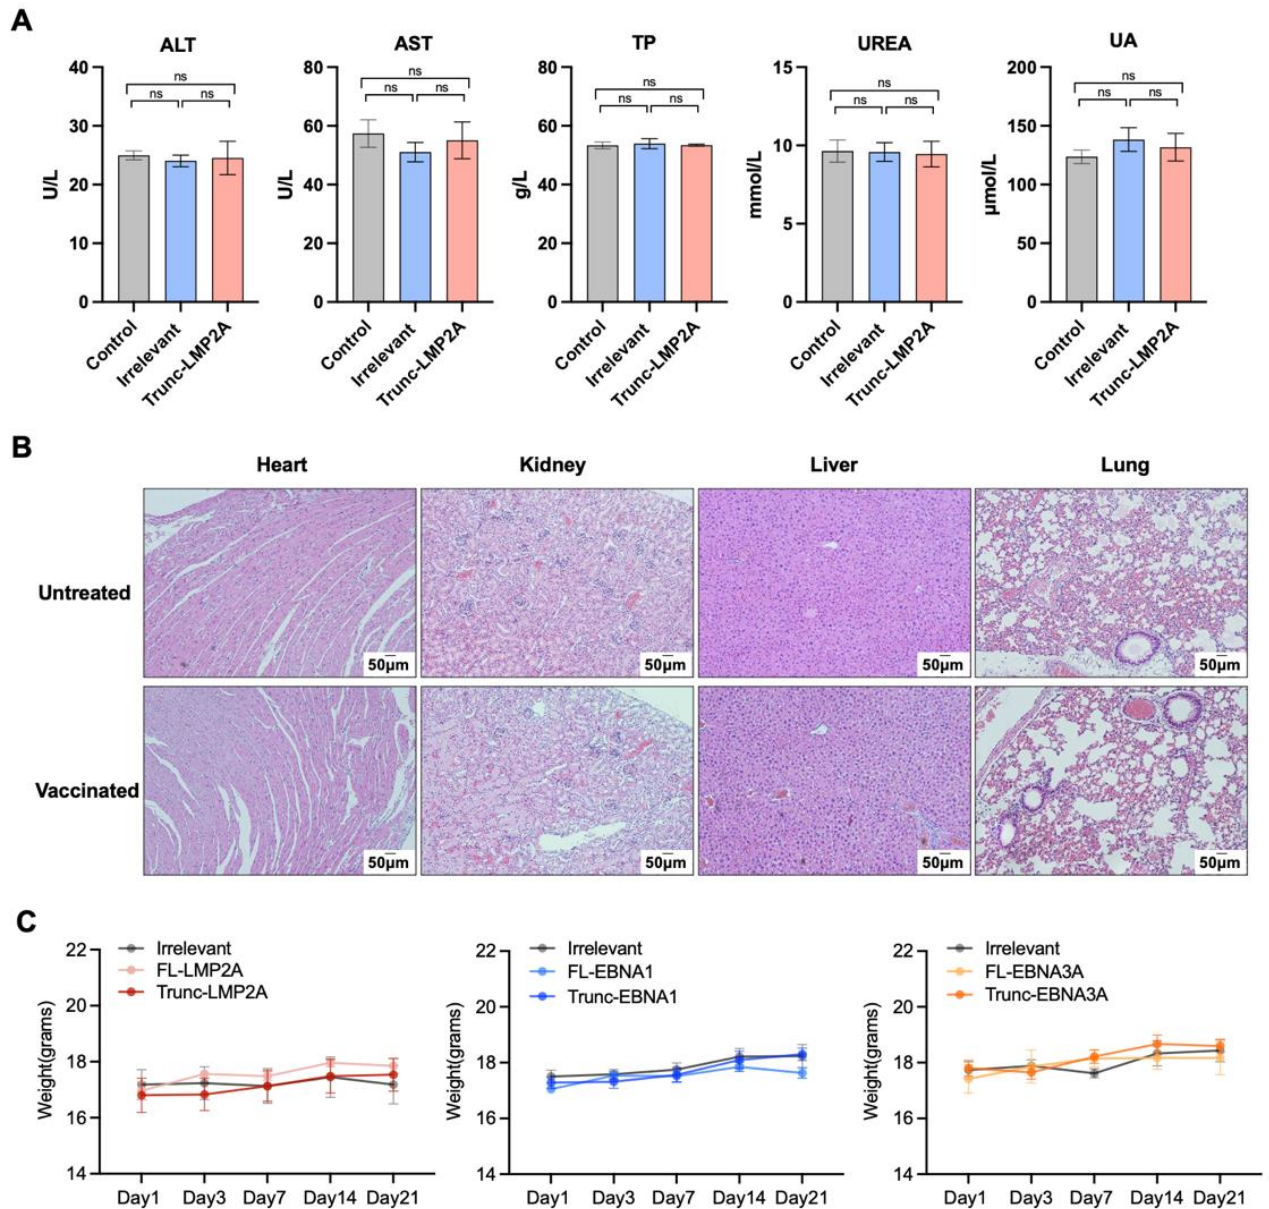 A
ALT
AST
TP
UREA
UA
40
30
20
10
0
U/L
ns
ns
ns
Control
Irrelevant
Trunc-LMP2A
80
60
40
20
0
U/L
ns
ns
ns
Control
Irrelevant
Trunc-LMP2A
80
60
40
20
0
g/L
ns
ns
ns
Control
Irrelevant
Trunc-LMP2A
15
10
5
0
mmol/L
ns
ns
ns
Control
Irrelevant
Trunc-LMP2A
200
150
100
50
0
μmol/L
ns
ns
ns
Control
Irrelevant
Trunc-LMP2A
B
Heart
Kidney
Liver
Lung
Untreated
50μm
50μm
50μm
50μm
Vaccinated
50μm
50μm
50μm
50μm
C
Irrelevant
FL-LMP2A
Trunc-LMP2A
22
20
18
16
14
Weight(grams)
Day1 Day3 Day7 Day14 Day21
Irrelevant
FL-EBNA1
Trunc-EBNA1
22
20
18
16
14
Weight(grams)
Day1 Day3 Day7 Day14 Day21
Irrelevant
FL-EBNA3A
Trunc-EBNA3A
22
20
18
16
14
Weight(grams)
Day1 Day3 Day7 Day14 Day21